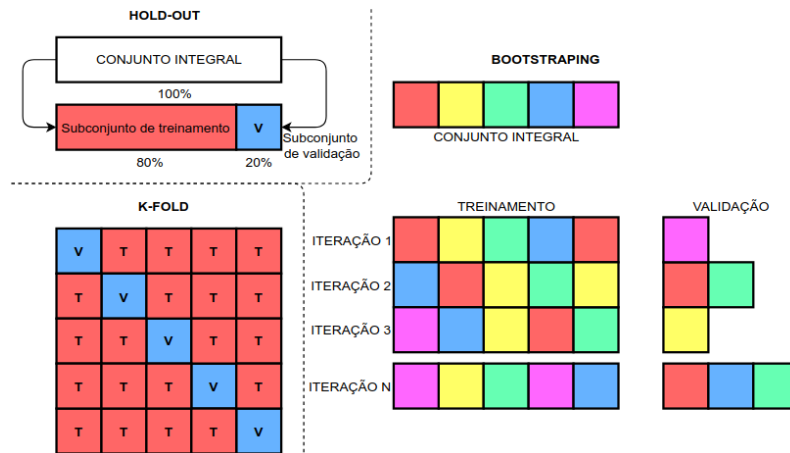 HOLD-OUT
CONJUNTO INTEGRAL
100%
Subconjunto de treinamento
V
Subconjunto
de validação
80%
20%
BOOTSTRAPING
CONJUNTO INTEGRAL
K-FOLD
V T T T T
T V T T T
T T V T T
T T T V T
T T T T V
TREINAMENTO
VALIDAÇÃO
ITERAÇÃO 1
ITERAÇÃO 2
ITERAÇÃO 3
ITERAÇÃO N